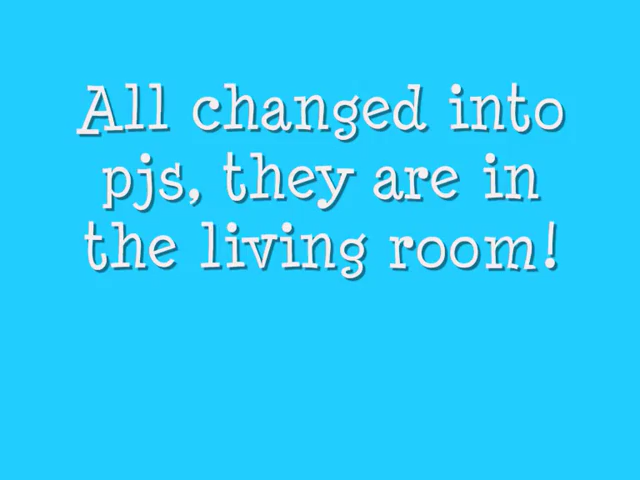 All changed into
pjs, they are in
the living room!